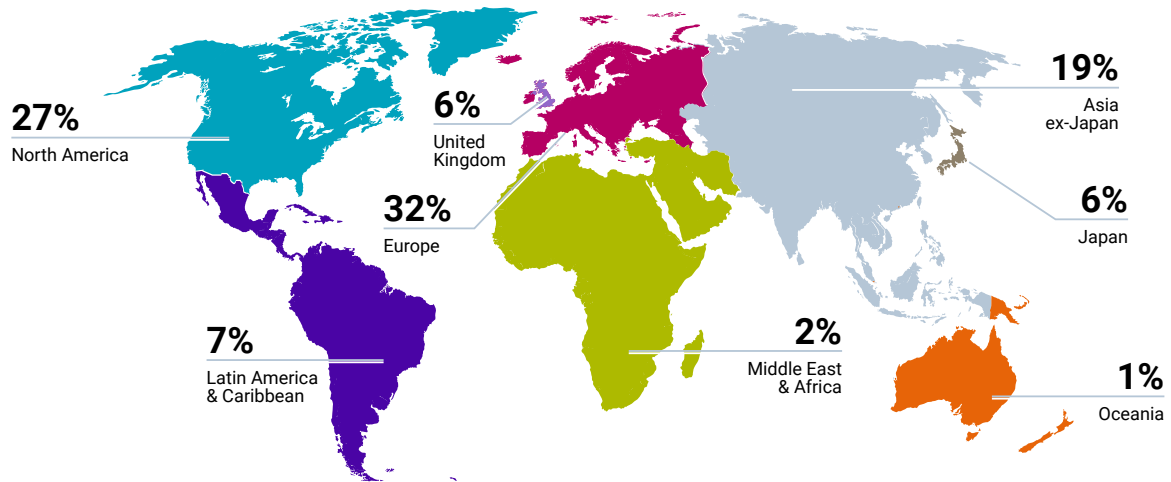 27%
North America
6%
United
Kingdom
32%
Europe
7%
Latin America
& Caribbean
2%
Middle East
& Africa
19%
Asia
ex-Japan
6%
Japan
1%
Oceania